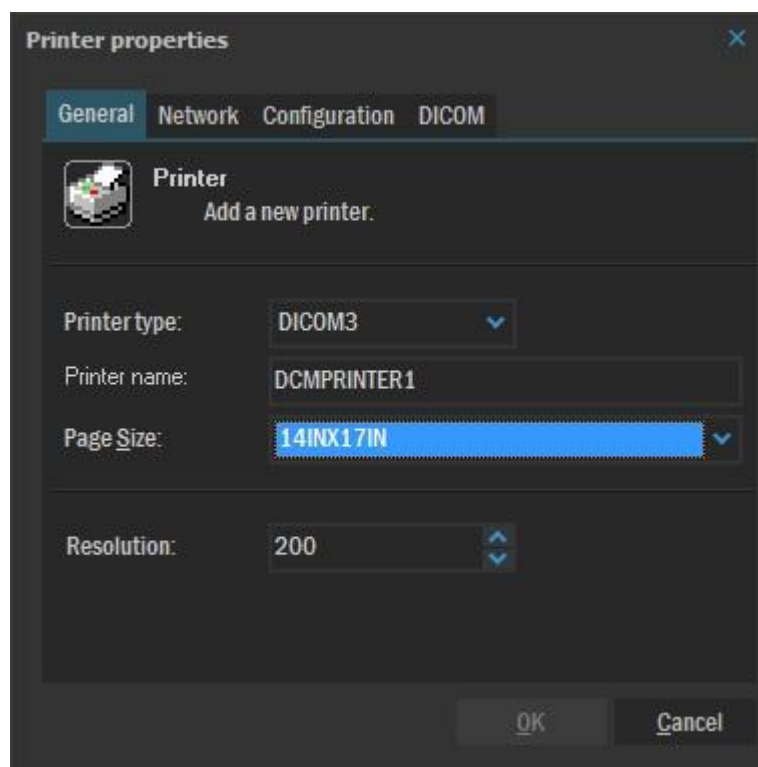 Printer properties
General Network Configuration DICOM
Printer
Add a new printer.
Printer type: DICOM3
Printer name: DCMPRINTER1
Page Size: 14INX17IN
Resolution: 200
OK Cancel